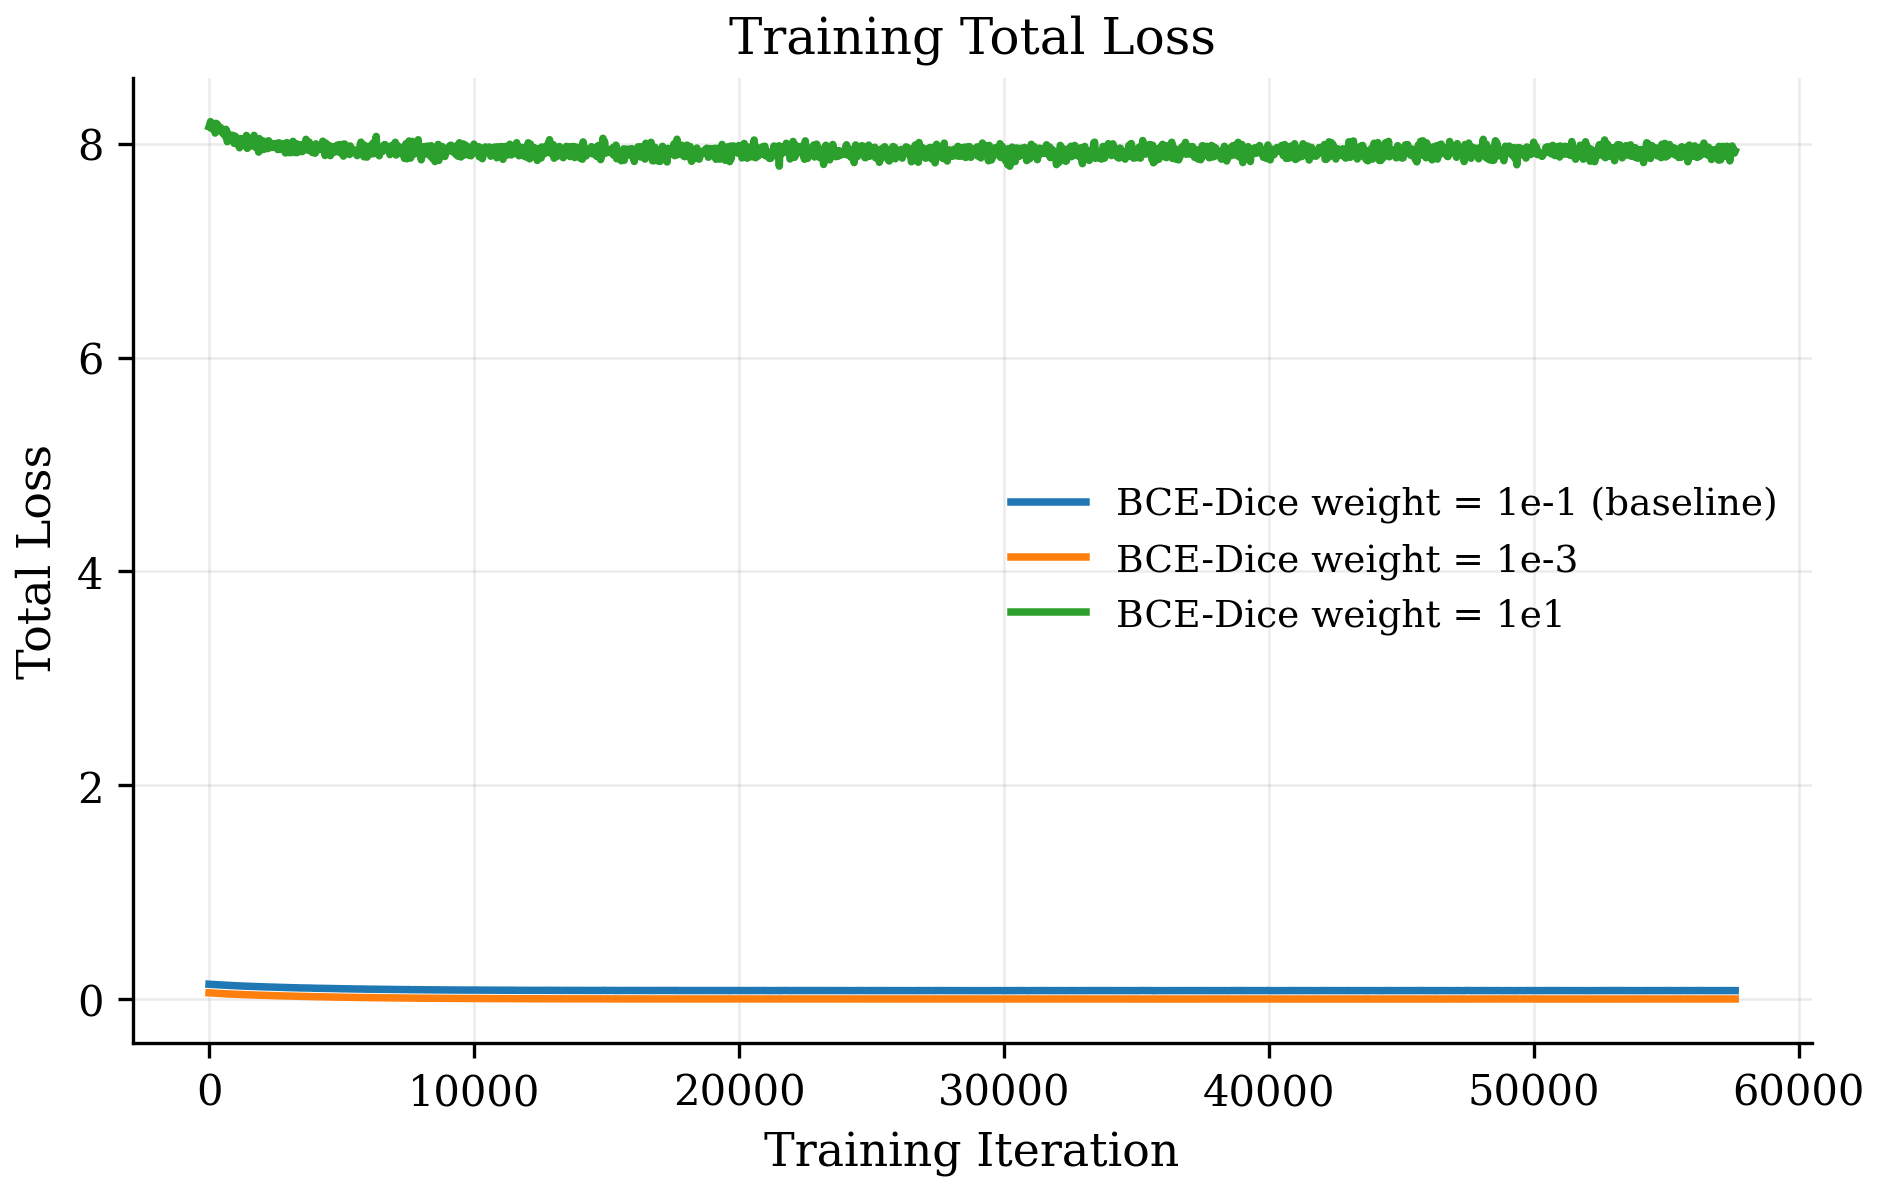 Training Total Loss
Total Loss
8
6
4
2
0
BCE-Dice weight = 1e-1 (baseline)
BCE-Dice weight = 1e-3
BCE-Dice weight = 1e1
0 10000 20000 30000 40000 50000 60000
Training Iteration